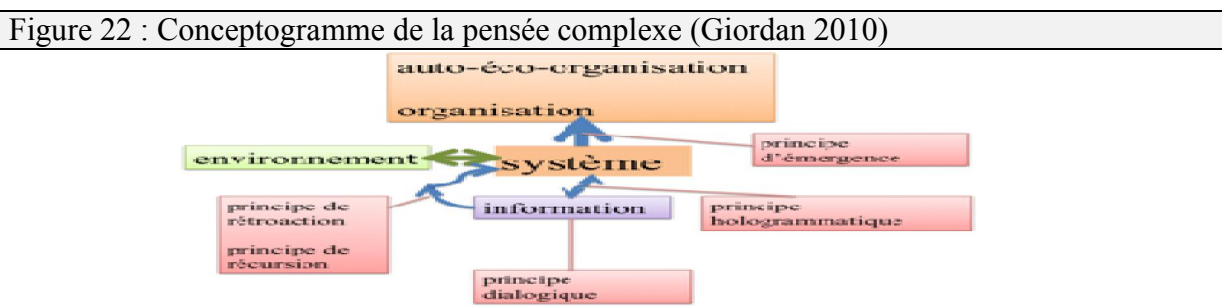 Figure 22 : Conceptogramme de la pensée complexe (Giordan 2010)
auto-éco-organisation
organisation
principe
d'émergence
environnement
système
principe de
rétroaction
principe de
récursion
information
principe
hologrammatique
principe
dialogique